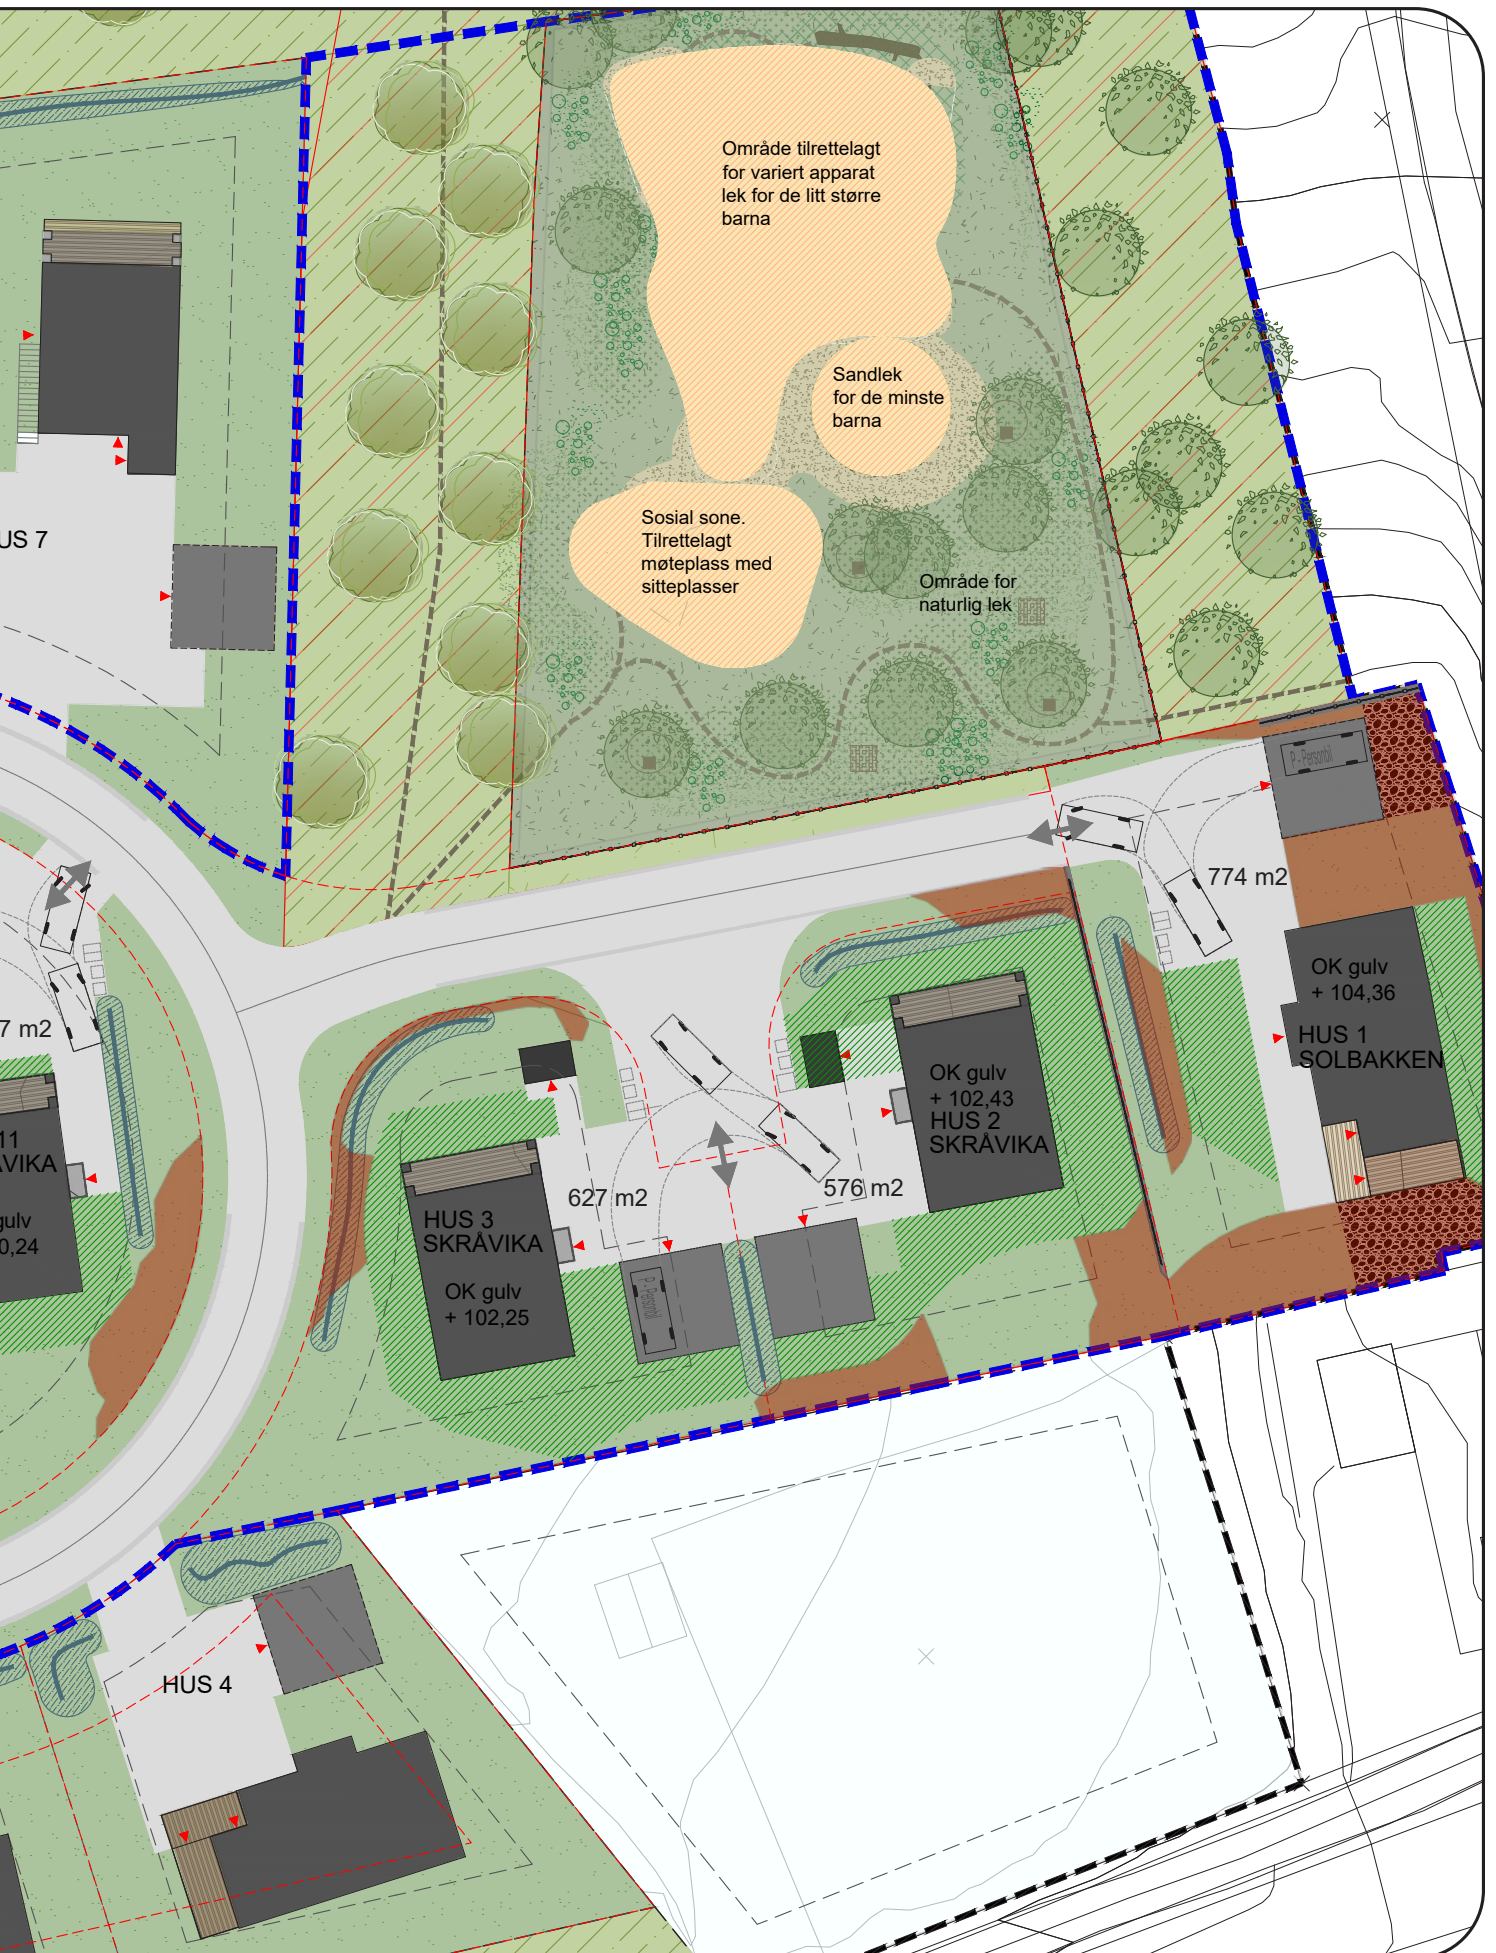 Område tilrettelagt
for variert apparat
lek for de litt større
barna
Sandlek
for de minste
barna
Sosial sone.
Tilrettelagt
møteplass med
sitteplasser
Område for
naturlig lek
US 7
P - Personbil
774 m2
OK gulv
+ 104,36
HUS 1
SOLBAKKEN
7 m2
OK gulv
+ 102,43
HUS 2
SKRÅVIKA
11
AVIKA
gulv
0,24
627 m2
576 m2
HUS 3
SKRÅVIKA
OK gulv
+ 102,25
P - Personbil
HUS 4